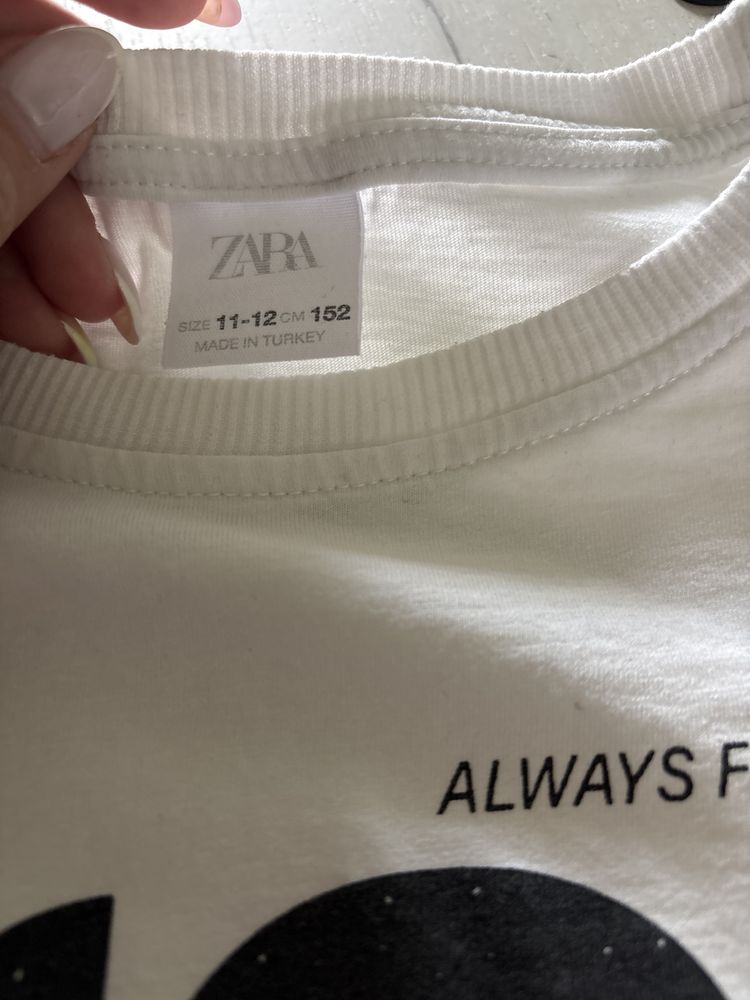 ZARA
SIZE 11-12 CM 152
MADE IN TURKEY
ALWAYS F